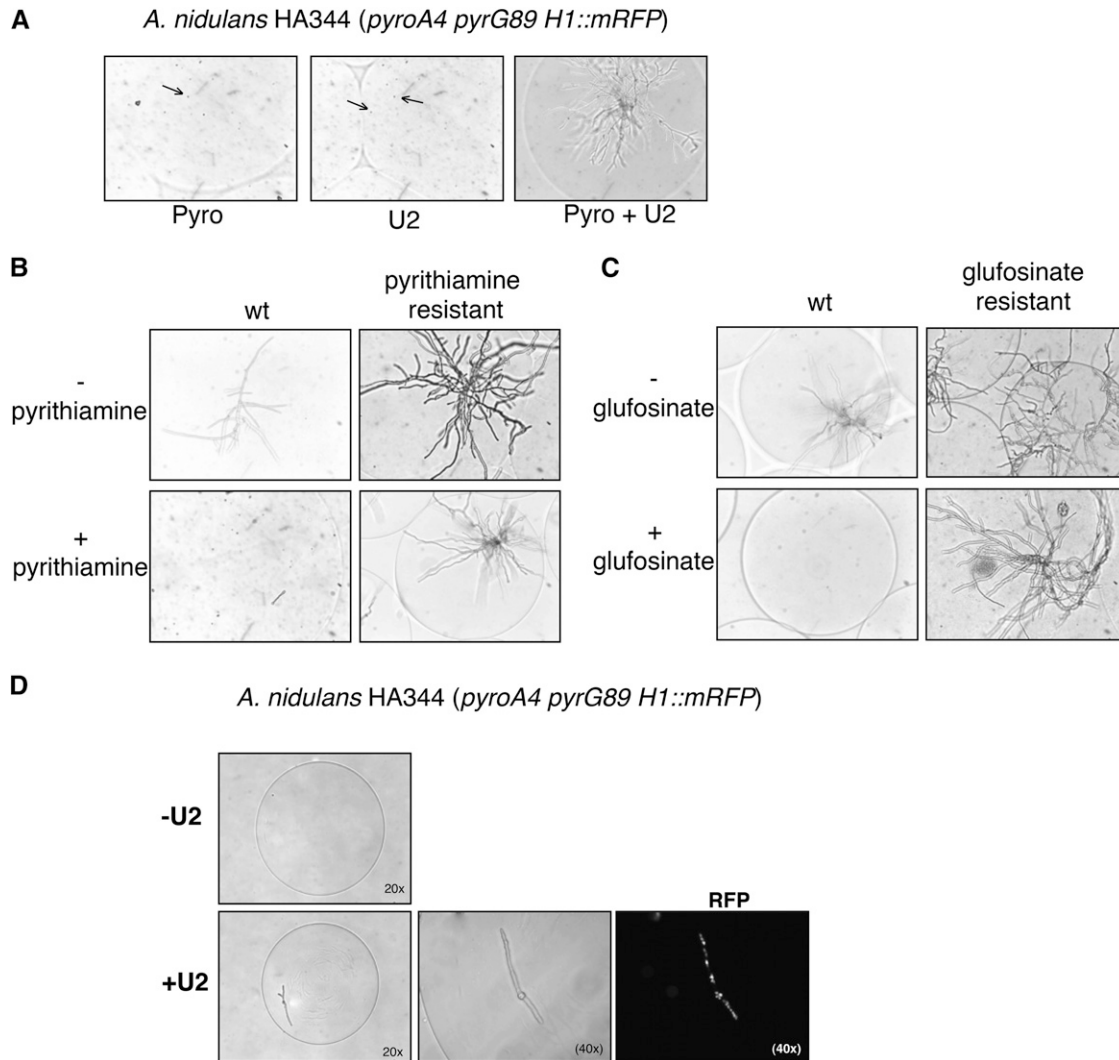 A
A. nidulans HA344 (pyroA4 pyrG89 H1::mRFP)
Pyro
U2
Pyro + U2
B
wt
pyrithiamine
resistant
-
pyrithiamine
+
pyrithiamine
C
wt
glufosinate
resistant
-
glufosinate
+
glufosinate
D
A. nidulans HA344 (pyroA4 pyrG89 H1::mRFP)
-U2
20x
RFP
+U2
20x
(40x)
(40x)